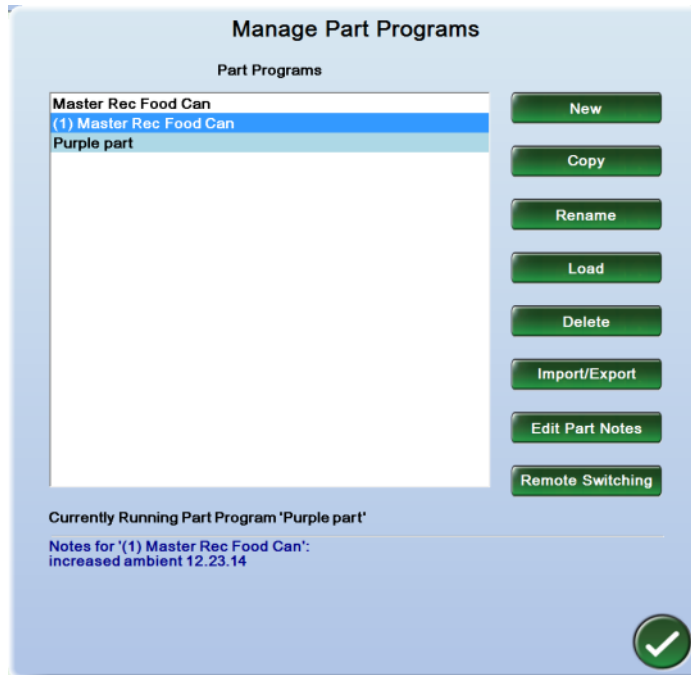 Manage Part Programs
Part Programs
Master Rec Food Can
(1) Master Rec Food Can
Purple part
New
Copy
Rename
Load
Delete
Import/Export
Edit Part Notes
Remote Switching
Currently Running Part Program 'Purple part'
Notes for '(1) Master Rec Food Can':
increased ambient 12.23.14